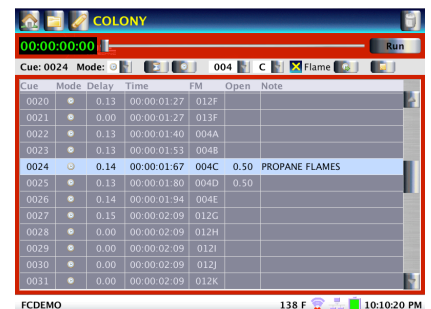 COLONY
00:00:00:00 Run
Cue: 0024 Mode: 004 C Flame
Cue Mode Delay Time FM Open Note
0020 0.13 00:00:01:27 012F
0021 0.00 00:00:01:27 013F
0022 0.13 00:00:01:40 004A
0023 0.13 00:00:01:53 004B
0024 0.14 00:00:01:67 004C 0.50 PROPANE FLAMES
0025 0.13 00:00:01:80 004D 0.50
0026 0.14 00:00:01:94 004E
0027 0.15 00:00:02:09 012G
0028 0.00 00:00:02:09 012H
0029 0.00 00:00:02:09 012I
0030 0.00 00:00:02:09 012J
0031 0.00 00:00:02:09 012K
FCDEMO 138 F 10:10:20 PM